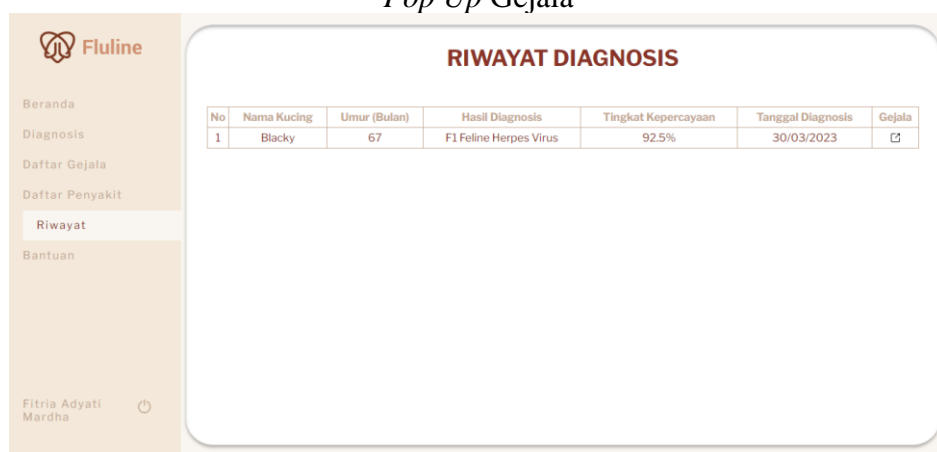 Pop Up Gejala
Fluline
RIWAYAT DIAGNOSIS
Beranda
Diagnosis
Daftar Gejala
Daftar Penyakit
Riwayat
Bantuan
No Nama Kucing Umur (Bulan) Hasil Diagnosis Tingkat Kepercayaan Tanggal Diagnosis Gejala
1 Blacky 67 F1 Feline Herpes Virus 92.5% 30/03/2023
Fitria Adyati
Mardha